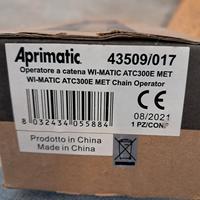 Aprimatic® 43509/017
Operatore a catena WI-MATIC ATC300E MET
WI-MATIC ATC300E MET Chain Operator
CE
08/2021
8 032434 055884 1 PZ/CONF
Prodotto in China /
Made in China